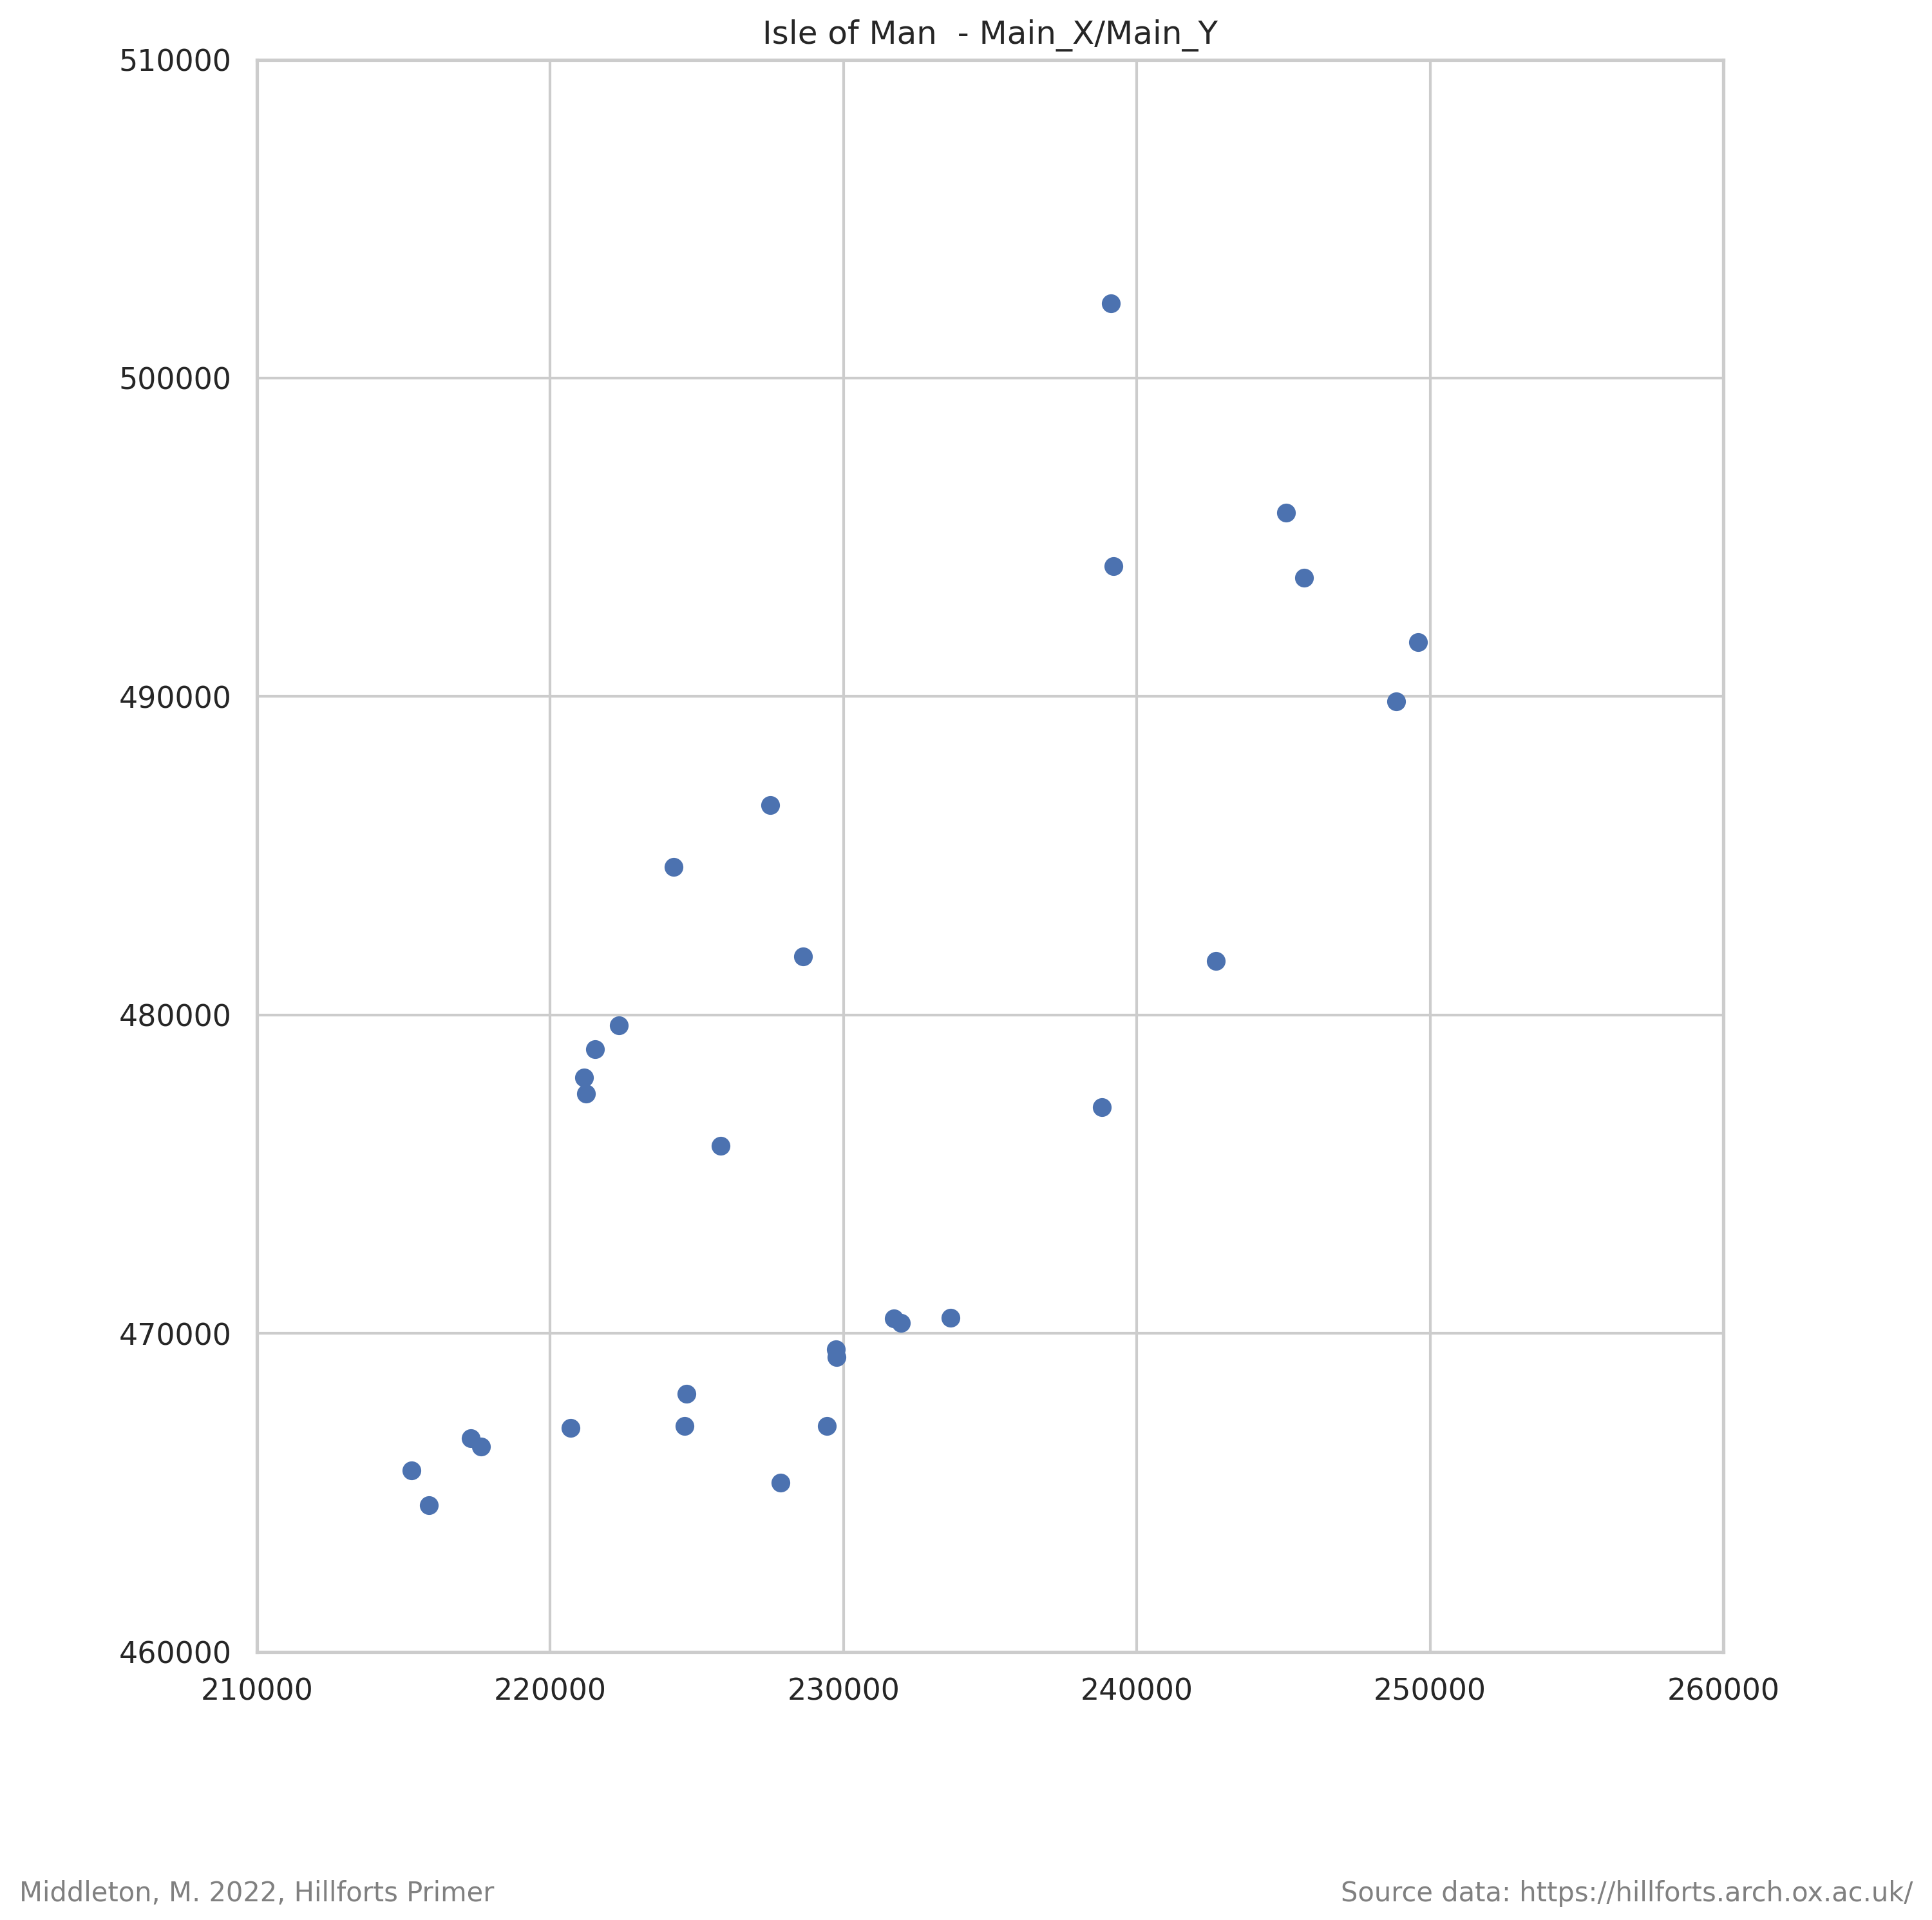 Isle of Man  - Main_X/Main_Y
510000
500000
490000
480000
470000
460000
210000 220000 230000 240000 250000 260000
Middleton, M. 2022, Hillforts Primer
Source data: https://hillforts.arch.ox.ac.uk/